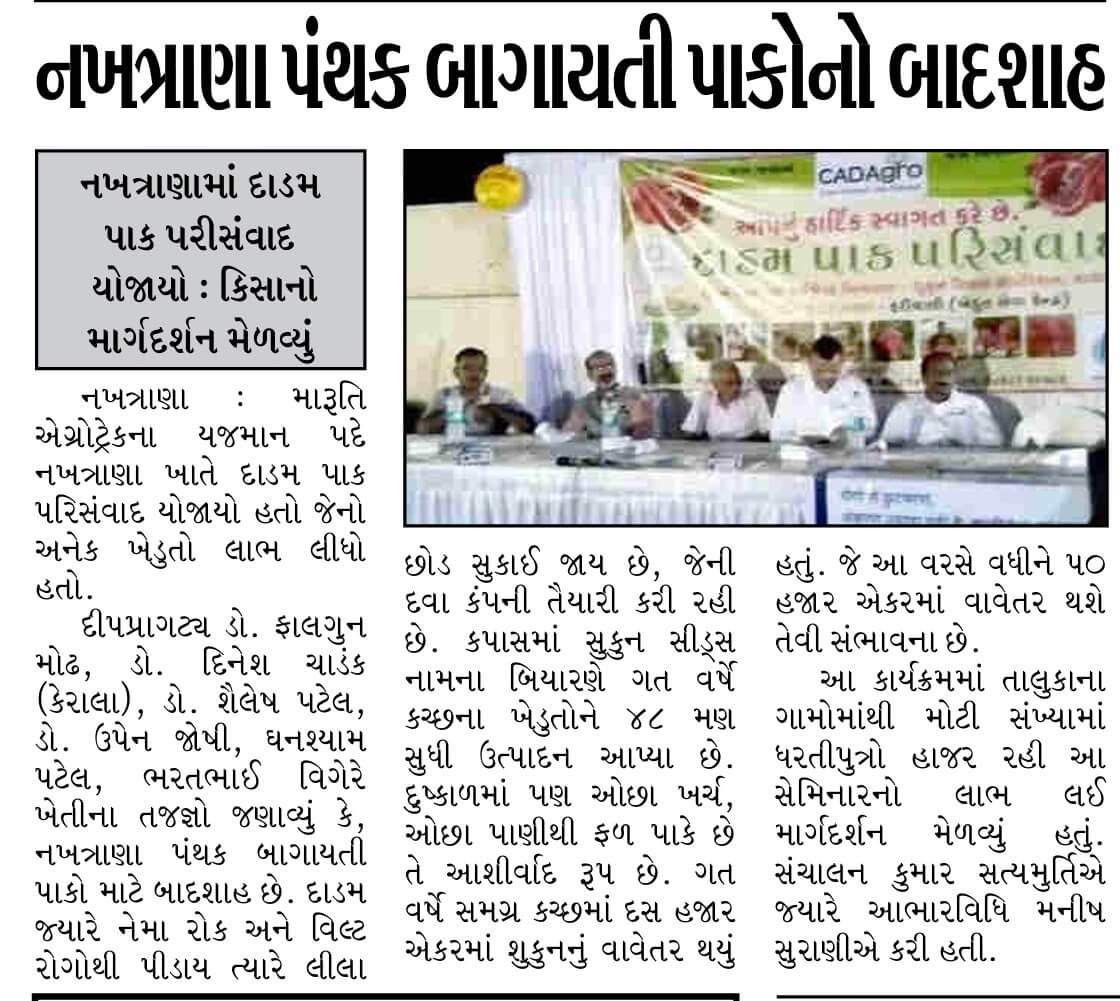 નખત્રાણા પંથક બાગાયતી પાકોનો બાદશાહ
નખત્રાણામાં દાડમ
પાક પરીસંવાદ
યોજાયો : કિસાનો
માર્ગદર્શન મેળવ્યું
CADAgro
આપનું હાર્દિક સ્વાગત કરે છે.
દાડમ પાક પરિસંવાદ
નખત્રાણા : મારૂતિ
એગ્રોટ્રેકના યજમાન પદે
નખત્રાણા ખાતે દાડમ પાક
પરિસંવાદ યોજાયો હતો જેનો
અનેક ખેડુતો લાભ લીધો
હતો.
દીપપ્રાગટ્ય ડો. ફાલગુન
મોઢ, ડો. દિનેશ ચાડંક
(કેરાલા), ડો. શૈલેષ પટેલ,
ડો. ઉપેન જોષી, ઘનશ્યામ
પટેલ, ભરતભાઈ વિગેરે
ખેતીના તજજ્ઞો જણાવ્યું કે,
નખત્રાણા પંથક બાગાયતી
પાકો માટે બાદશાહ છે. દાડમ
જ્યારે નેમા રોક અને વિલ્ટ
રોગોથી પીડાય ત્યારે લીલા
છોડ સુકાઈ જાય છે, જેની
દવા કંપની તૈયારી કરી રહી
છે. કપાસમાં સુકુન સીડ્સ
નામના બિયારણે ગત વર્ષે
કચ્છના ખેડુતોને ૪૮ મણ
સુધી ઉત્પાદન આપ્યા છે.
દુષ્કાળમાં પણ ઓછા ખર્ચ,
ઓછા પાણીથી ફળ પાકે છે
તે આશીર્વાદ રૂપ છે. ગત
વર્ષે સમગ્ર કચ્છમાં દસ હજાર
એકરમાં શુકુનનું વાવેતર થયું
હતું. જે આ વરસે વધીને ૫૦
હજાર એકરમાં વાવેતર થશે
તેવી સંભાવના છે.
આ કાર્યક્રમમાં તાલુકાના
ગામોમાંથી મોટી સંખ્યામાં
ધરતીપુત્રો હાજર રહી આ
સેમિનારનો લાભ લઈ
માર્ગદર્શન મેળવ્યું હતું.
સંચાલન કુમાર સત્યમુર્તિએ
જ્યારે આભારવિધિ મનીષ
સુરાણીએ કરી હતી.